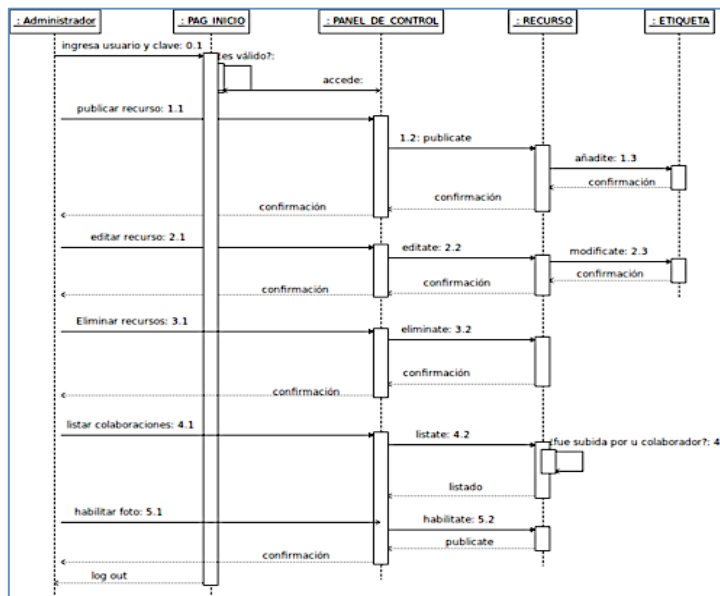 : Administrador
: PAG_INICIO
: PANEL_DE_CONTROL
: RECURSO
: ETIQUETA
ingresa usuario y clave: 0.1
¿es válido?:
accede:
publicar recurso: 1.1
1.2: publicate
añadite: 1.3
confirmación
confirmación
confirmación
editar recurso: 2.1
editate: 2.2
modificate: 2.3
confirmación
confirmación
confirmación
Eliminar recursos: 3.1
eliminate: 3.2
confirmación
confirmación
listar colaboraciones: 4.1
listate: 4.2
¿fue subida por u colaborador?: 4
listado
habilitar foto: 5.1
habilitate: 5.2
publicate
confirmación
log out